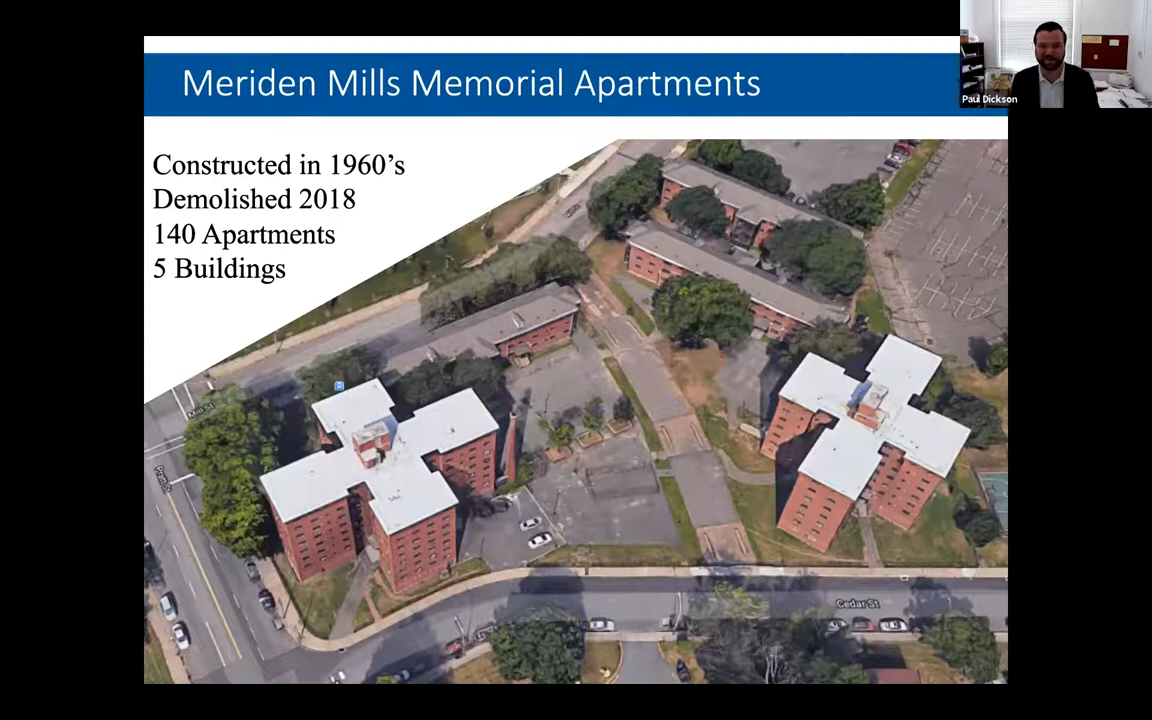 Meriden Mills Memorial Apartments
Paul Dickson
Constructed in 1960’s
Demolished 2018
140 Apartments
5 Buildings
Mill St
Pratt St
Cedar St